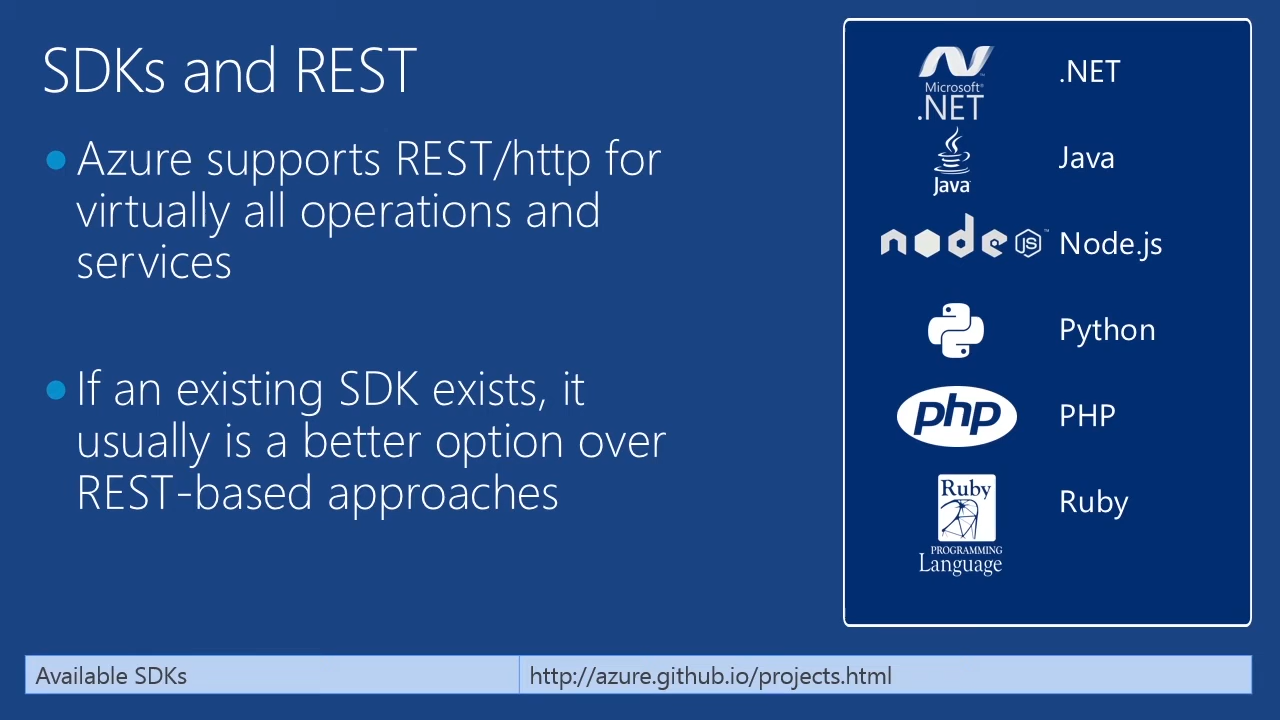 SDKs and REST
Azure supports REST/http for
virtually all operations and
services
If an existing SDK exists, it
usually is a better option over
REST-based approaches
Microsoft®
.NET
.NET
Java
Java
node JS™
Node.js
Python
php
PHP
Ruby
PROGRAMMING
Language
Ruby
Available SDKs
http://azure.github.io/projects.html